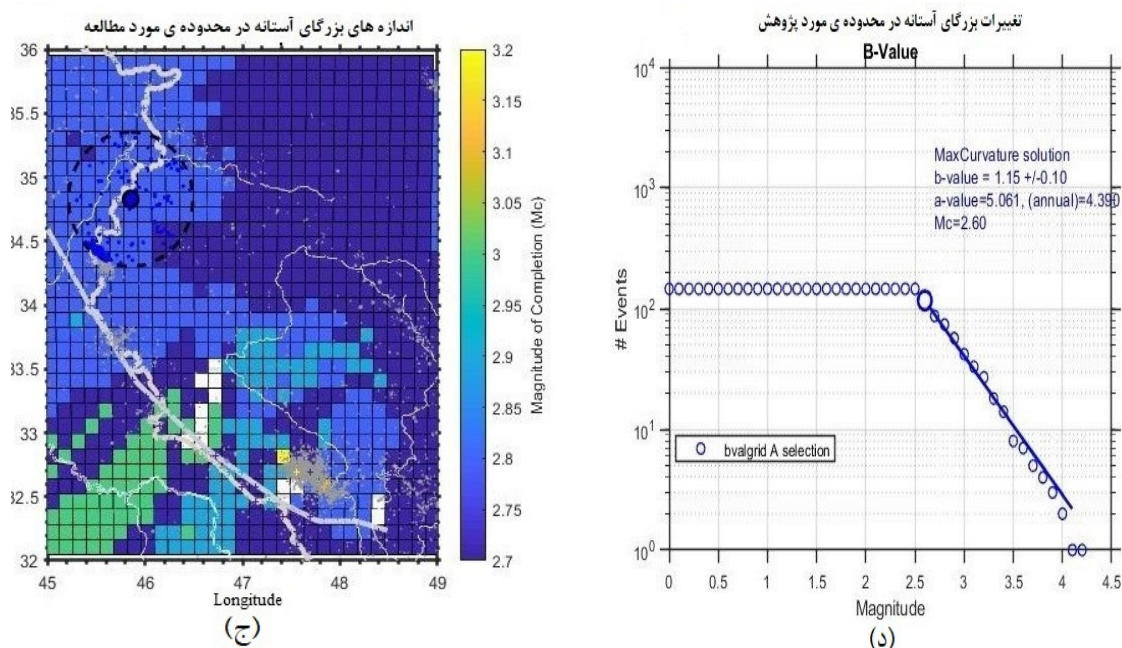 اندازه های بزرگای آستانه در محدوده ی مورد مطالعه
36
35.5
35
34.5
34
33.5
33
32.5
32
45
46
47
48
49
Longitude
3.2
3.15
3.1
3.05
3
2.95
2.9
2.85
2.8
2.75
2.7
Magnitude of Completion (Mc)
(ج)
تغییرات بزرگای آستانه در محدوده ی مورد پژوهش
B-Value
10^4
10^3
10^2
10^1
10^0
# Events
MaxCurvature solution
b-value = 1.15 +/-0.10
a-value=5.061, (annual)=4.390
Mc=2.60
bvalgrid A selection
0
0.5
1
1.5
2
2.5
3
3.5
4
4.5
Magnitude
(د)